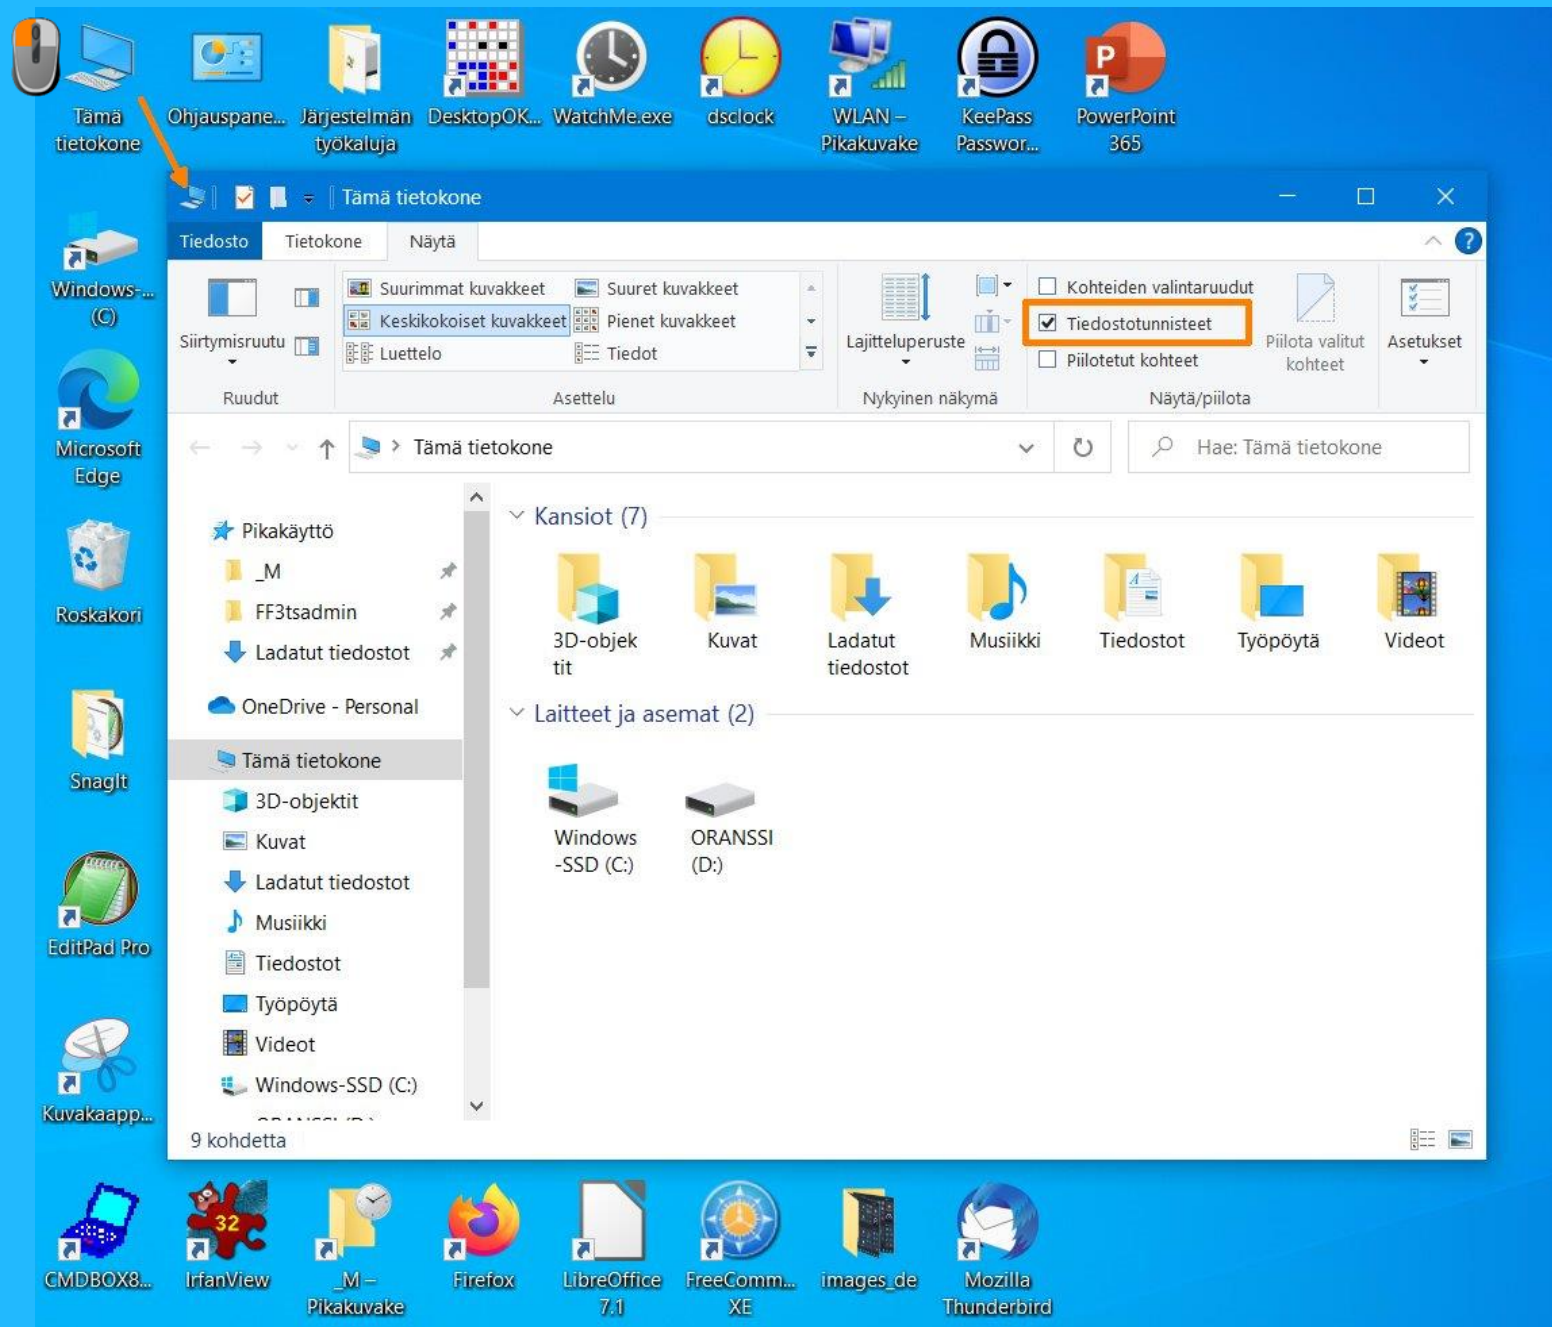 Tämä
tietokone
Ohjauspane...
Järjestelmän
työkaluja
DesktopOK...
WatchMe.exe
dsclock
WLAN –
Pikakuvake
KeePass
Passwor...
P
PowerPoint
365
Tämä tietokone
Tiedosto
Tietokone
Näytä
?
Windows-...
(C)
Siirtymisruutu
Suurimmat kuvakkeet
Suuret kuvakkeet
Keskikokoiset kuvakkeet
Pienet kuvakkeet
Luettelo
Tiedot
Lajitteluperuste
Kohteiden valintaruudut
Tiedostotunnisteet
Piilotetut kohteet
Piilota valitut
kohteet
Asetukset
Ruudut
Asettelu
Nykyinen näkymä
Näytä/piilota
Microsoft
Edge
Tämä tietokone
Hae: Tämä tietokone
Roskakori
SnagIt
EditPad Pro
Kuvakaapp...
Pikakäyttö
_M
FF3tsadmin
Ladatut tiedostot
OneDrive - Personal
Tämä tietokone
3D-objektit
Kuvat
Ladatut tiedostot
Musiikki
Tiedostot
Työpöytä
Videot
Windows-SSD (C:)
ORANSSI (D:)
Kansiot (7)
3D-objek
tit
Kuvat
Ladatut
tiedostot
Musiikki
Tiedostot
Työpöytä
Videot
Laitteet ja asemat (2)
Windows
-SSD (C:)
ORANSSI
(D:)
9 kohdetta
CMDBOX8...
32
IrfanView
_M –
Pikakuvake
Firefox
LibreOffice
7.1
FreeComm...
XE
images_de
Mozilla
Thunderbird